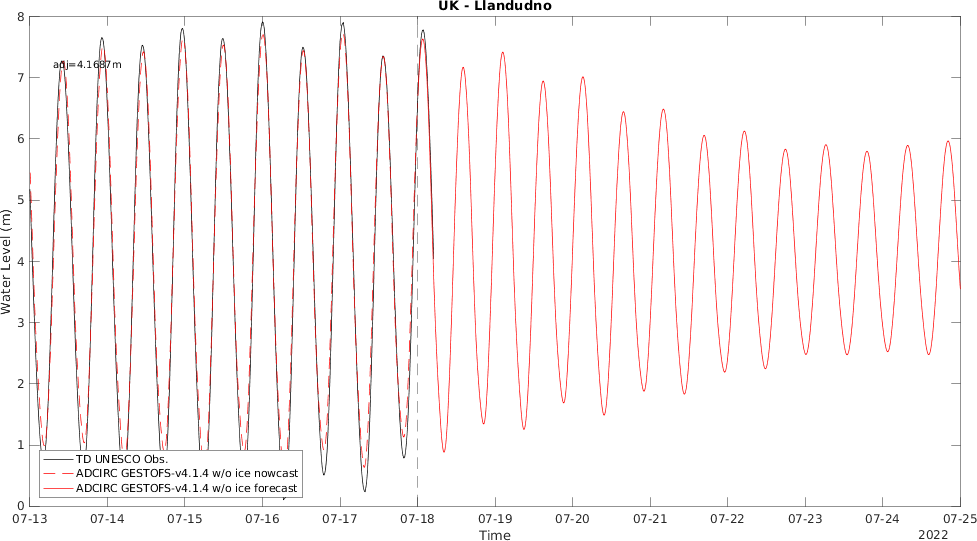 UK - Llandudno
8
adj=4.1687m
7
6
5
4
3
2
1
0
Water Level (m)
TD UNESCO Obs.
ADCIRC GESTOFS-v4.1.4 w/o ice nowcast
ADCIRC GESTOFS-v4.1.4 w/o ice forecast
07-13 07-14 07-15 07-16 07-17 07-18 07-19 07-20 07-21 07-22 07-23 07-24 07-25
Time
2022